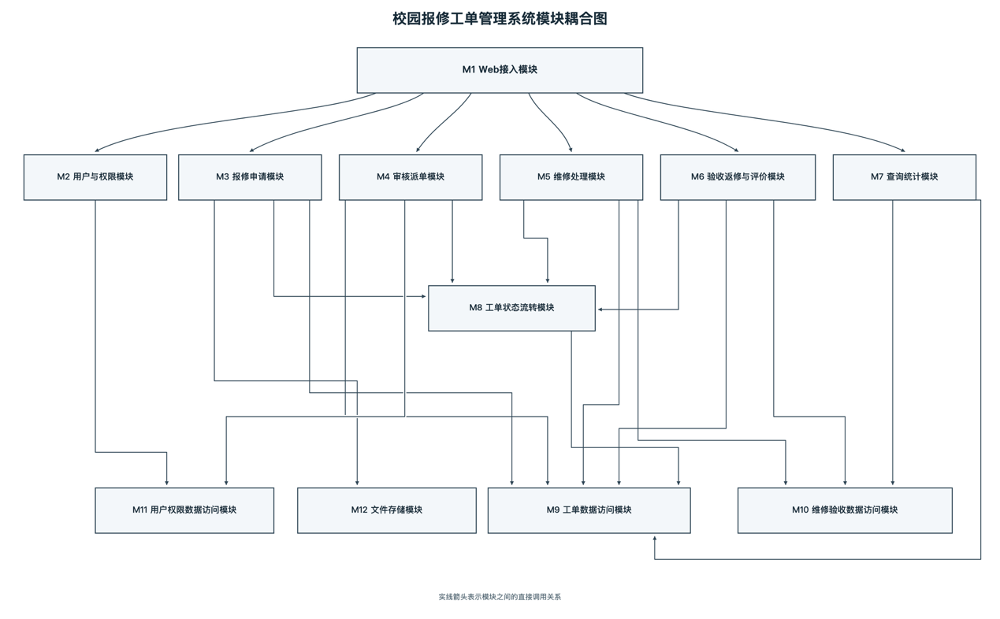 校园报修工单管理系统模块耦合图
M1 Web接入模块
M2 用户与权限模块
M3 报修申请模块
M4 审核派单模块
M5 维修处理模块
M6 验收返修与评价模块
M7 查询统计模块
M8 工单状态流转模块
M11 用户权限数据访问模块
M12 文件存储模块
M9 工单数据访问模块
M10 维修验收数据访问模块
实线箭头表示模块之间的直接调用关系